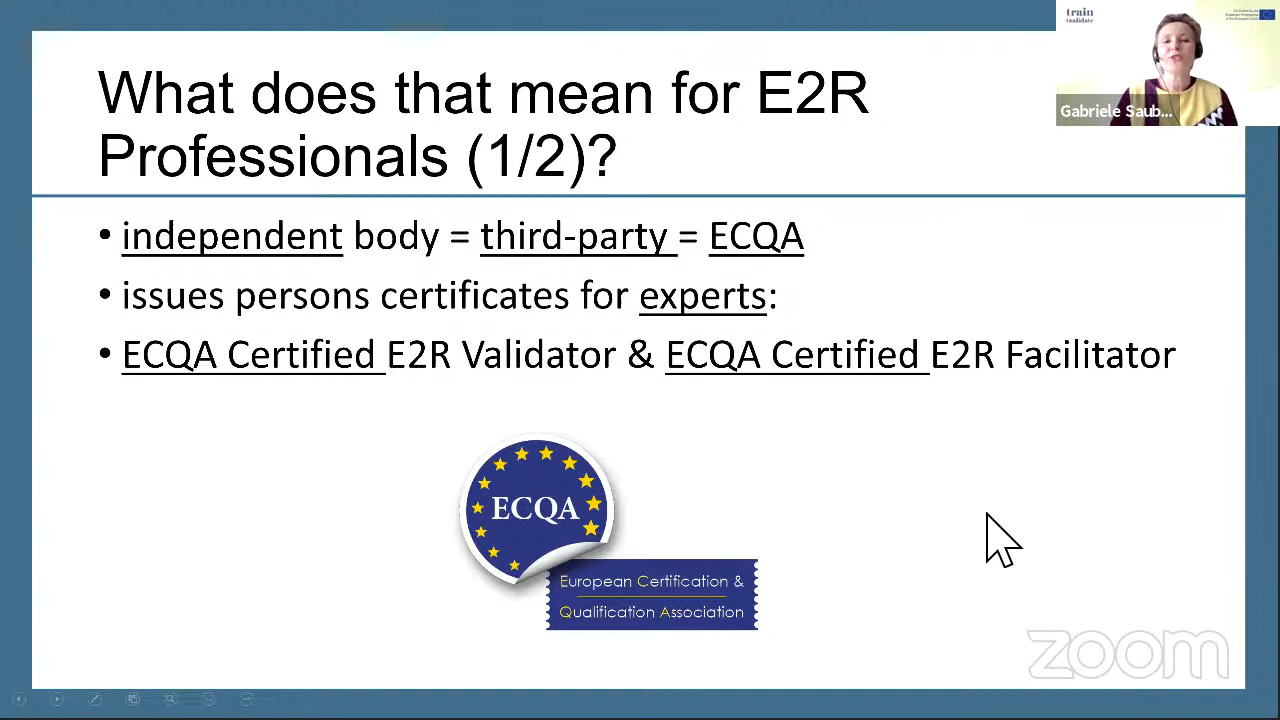 train
2validate
What does that mean for E2R
Professionals (1/2)?
Gabriele Saub...
• independent body = third-party = ECQA
• issues persons certificates for experts:
• ECQA Certified E2R Validator & ECQA Certified E2R Facilitator
ECQA
European Certification &
Qualification Association
zoom